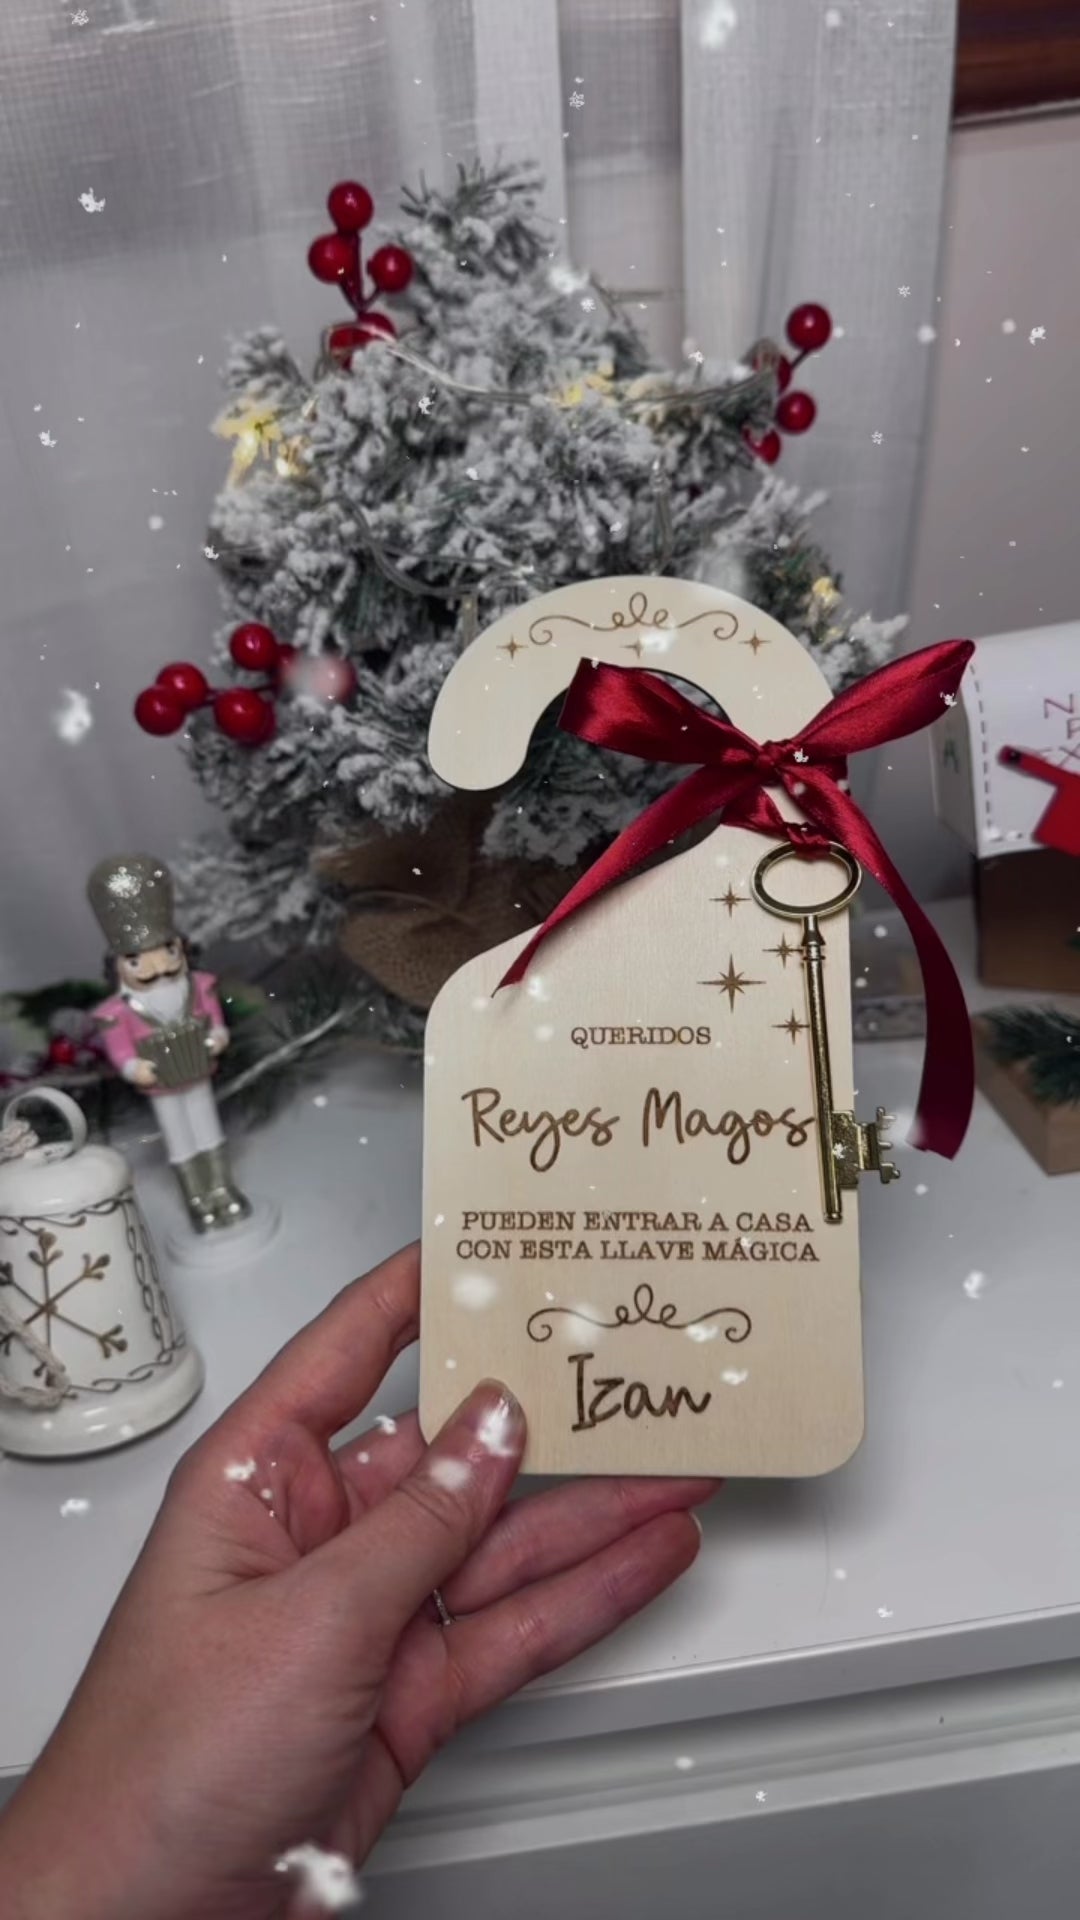 QUERIDOS
Reyes Magos
PUEDEN ENTRAR A CASA
CON ESTA LLAVE MÁGICA
Izan